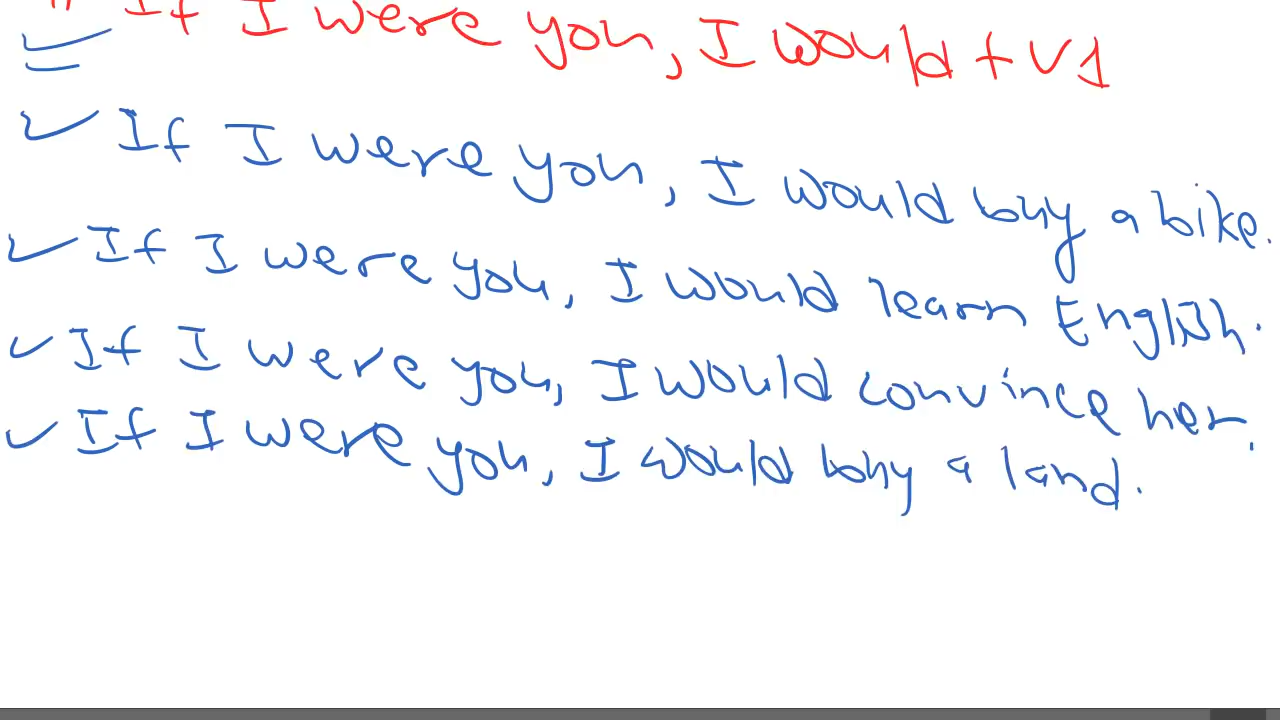 " If I were you, I would + V1
If I were you, I would buy a bike.
If I were you, I would learn English.
If I were you, I would convince her.
If I were you, I would buy a land.